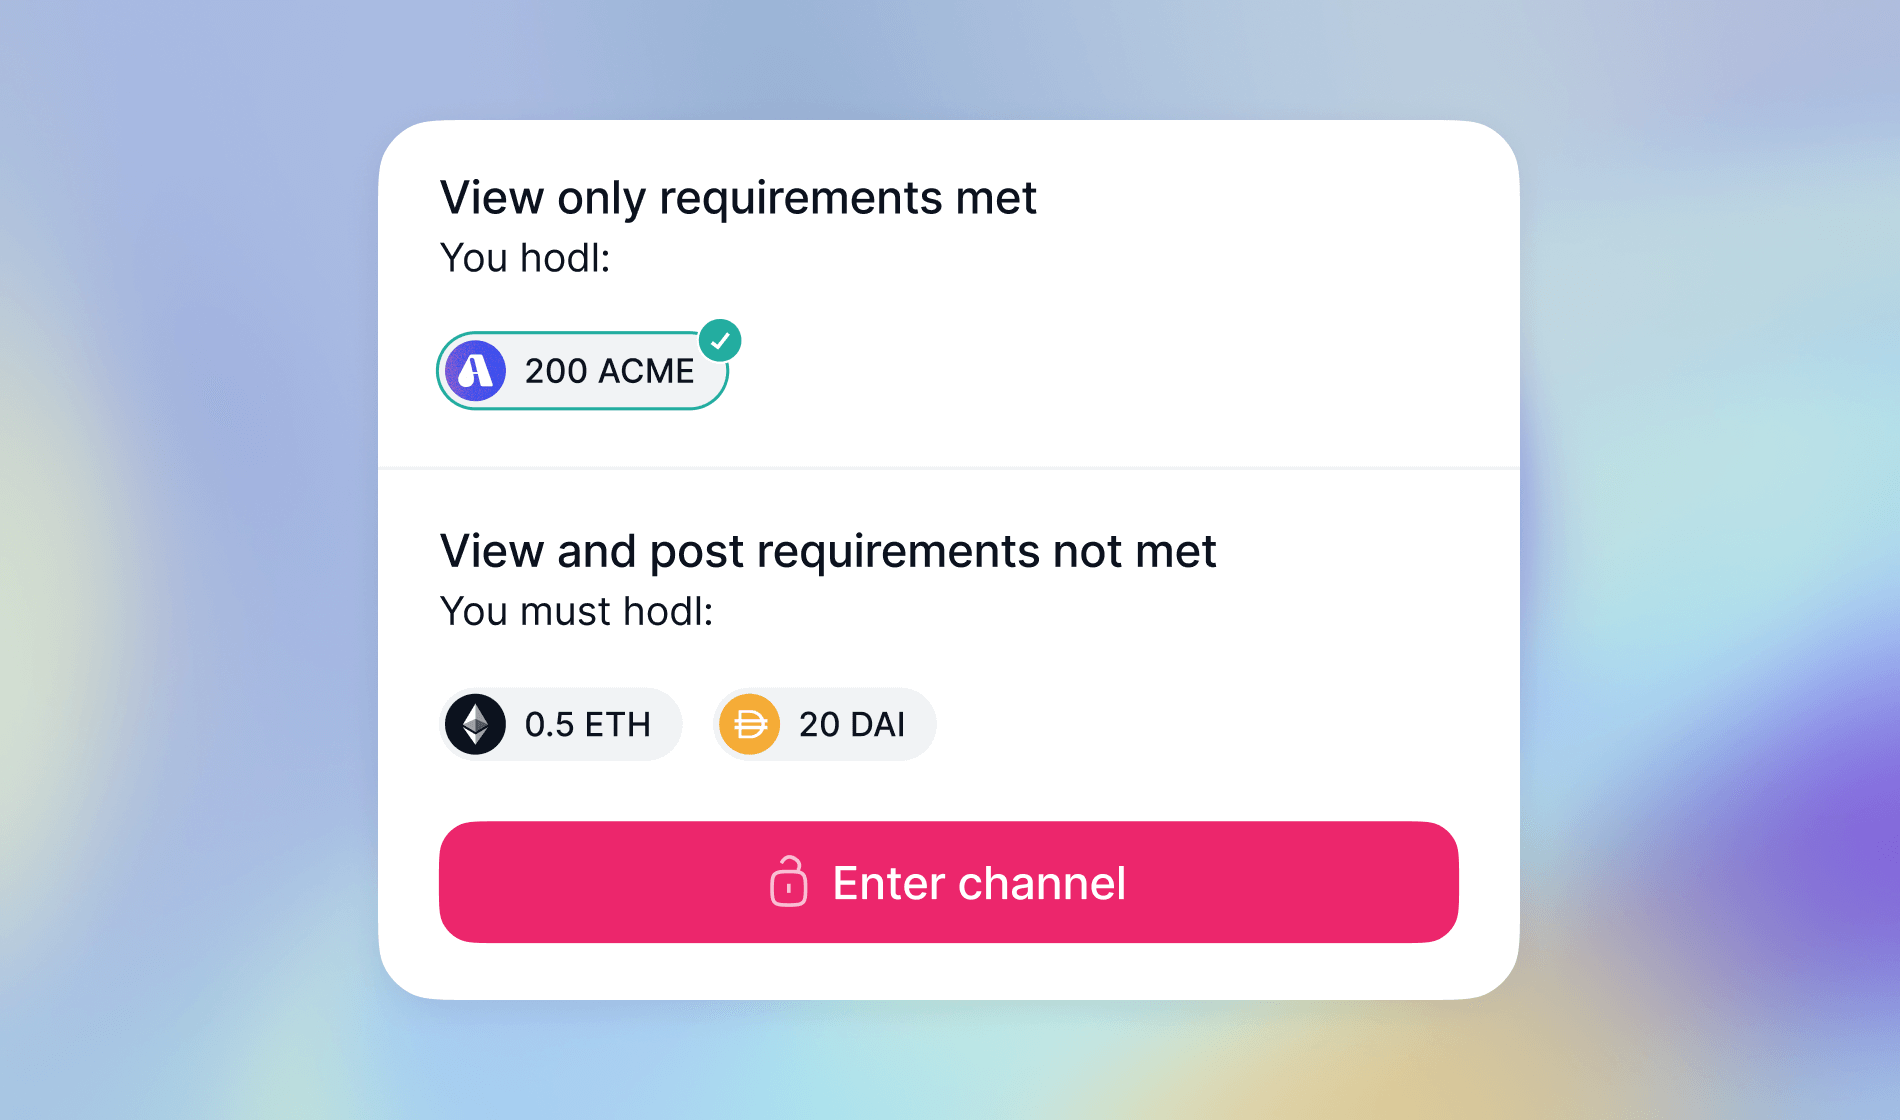 View only requirements met
You hodl:
200 ACME
View and post requirements not met
You must hodl:
0.5 ETH
20 DAI
Enter channel